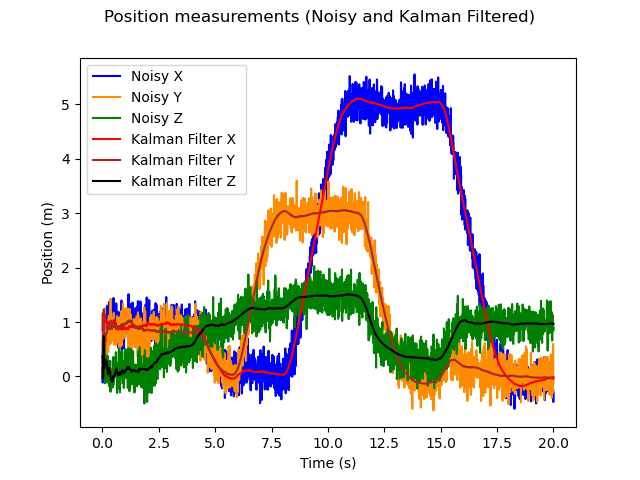 Position measurements (Noisy and Kalman Filtered)
Noisy X
Noisy Y
Noisy Z
Kalman Filter X
Kalman Filter Y
Kalman Filter Z
Position (m)
5
4
3
2
1
0
0.0 2.5 5.0 7.5 10.0 12.5 15.0 17.5 20.0
Time (s)